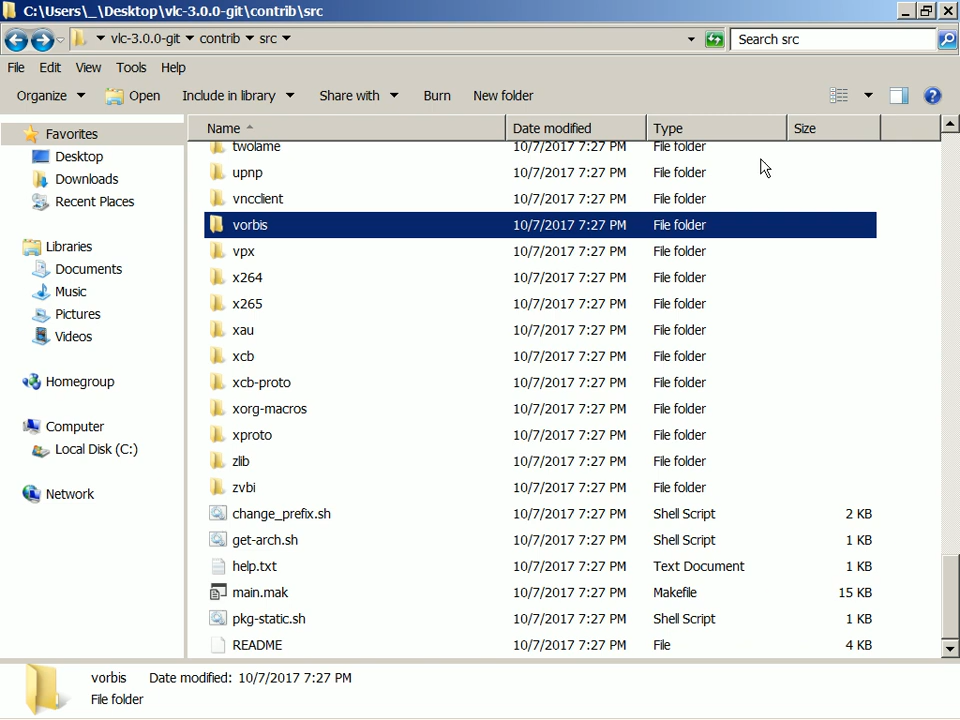 C:\Users\_\Desktop\vlc-3.0.0-git\contrib\src
vlc-3.0.0-git contrib src
Search src
File Edit View Tools Help
Organize Open Include in library Share with Burn New folder
Favorites
Desktop
Downloads
Recent Places
Libraries
Documents
Music
Pictures
Videos
Homegroup
Computer
Local Disk (C:)
Network
Name Date modified Type Size
twolame 10/7/2017 7:27 PM File folder
upnp 10/7/2017 7:27 PM File folder
vncclient 10/7/2017 7:27 PM File folder
vorbis 10/7/2017 7:27 PM File folder
vpx 10/7/2017 7:27 PM File folder
x264 10/7/2017 7:27 PM File folder
x265 10/7/2017 7:27 PM File folder
xau 10/7/2017 7:27 PM File folder
xcb 10/7/2017 7:27 PM File folder
xcb-proto 10/7/2017 7:27 PM File folder
xorg-macros 10/7/2017 7:27 PM File folder
xproto 10/7/2017 7:27 PM File folder
zlib 10/7/2017 7:27 PM File folder
zvbi 10/7/2017 7:27 PM File folder
change_prefix.sh 10/7/2017 7:27 PM Shell Script 2 KB
get-arch.sh 10/7/2017 7:27 PM Shell Script 1 KB
help.txt 10/7/2017 7:27 PM Text Document 1 KB
main.mak 10/7/2017 7:27 PM Makefile 15 KB
pkg-static.sh 10/7/2017 7:27 PM Shell Script 1 KB
README 10/7/2017 7:27 PM File 4 KB
vorbis Date modified: 10/7/2017 7:27 PM
File folder